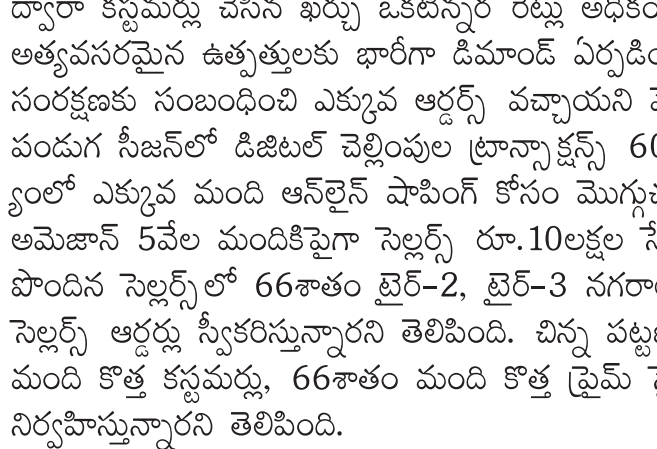 ద్వారా కస్టమర్లు చేసిన ఖర్చు ఒకటిన్నర రెట్లు అధికం
అత్యవసరమైన ఉత్పత్తులకు భారీగా డిమాండ్ ఏర్పడిం
సంరక్షణకు సంబంధించి ఎక్కువ ఆర్డర్స్ వచ్చాయని
పండుగ సీజన్‌లో డిజిటల్ చెల్లింపుల ట్రాన్సాక్షన్స్ 60
్యంలో ఎక్కువ మంది ఆన్‌లైన్ షాపింగ్ కోసం మొగ్గుచ
అమెజాన్ 5వేల మందికిపైగా సెల్లర్స్ రూ.10లక్షల సే
పొందిన సెల్లర్స్‌లో 66శాతం టైర్-2, టైర్-3 నగరా
సెల్లర్స్ ఆర్డర్లు స్వీకరిస్తున్నారని తెలిపింది. చిన్న పట్టణ
మంది కొత్త కస్టమర్లు, 66శాతం మంది కొత్త ప్రైమ్
నిర్వహిస్తున్నారని తెలిపింది.